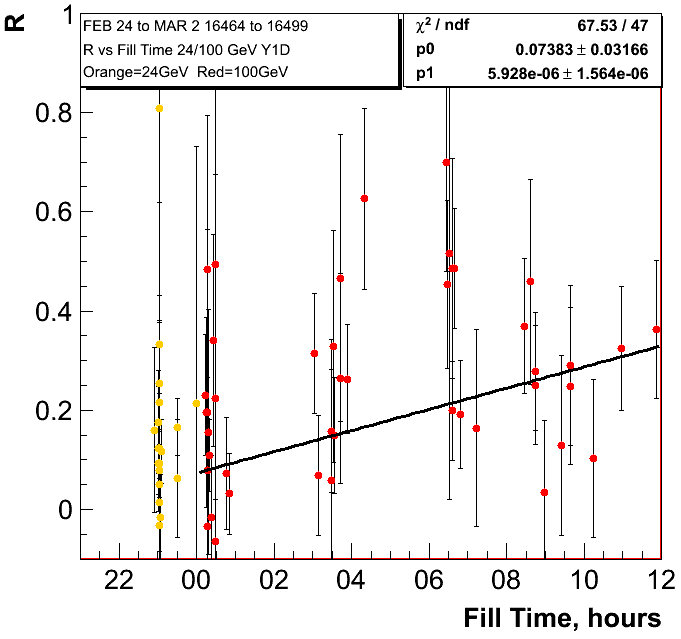 R
FEB 24 to MAR 2 16464 to 16499
R vs Fill Time 24/100 GeV Y1D
Orange=24GeV Red=100GeV
χ² / ndf 67.53 / 47
p0 0.07383 ± 0.03166
p1 5.928e-06 ± 1.564e-06
1
0.8
0.6
0.4
0.2
0
22 00 02 04 06 08 10 12
Fill Time, hours